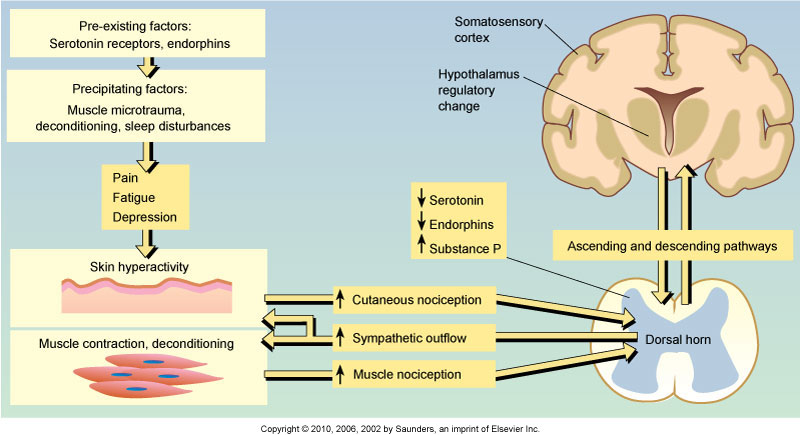 Pre-existing factors:
Serotonin receptors, endorphins
Precipitating factors:
Muscle microtrauma,
deconditioning, sleep disturbances
Pain
Fatigue
Depression
Skin hyperactivity
Muscle contraction, deconditioning
↑ Cutaneous nociception
↑ Sympathetic outflow
↑ Muscle nociception
↓ Serotonin
↓ Endorphins
↑ Substance P
Somatosensory
cortex
Hypothalamus
regulatory
change
Ascending and descending pathways
Dorsal horn
Copyright © 2010, 2006, 2002 by Saunders, an imprint of Elsevier Inc.